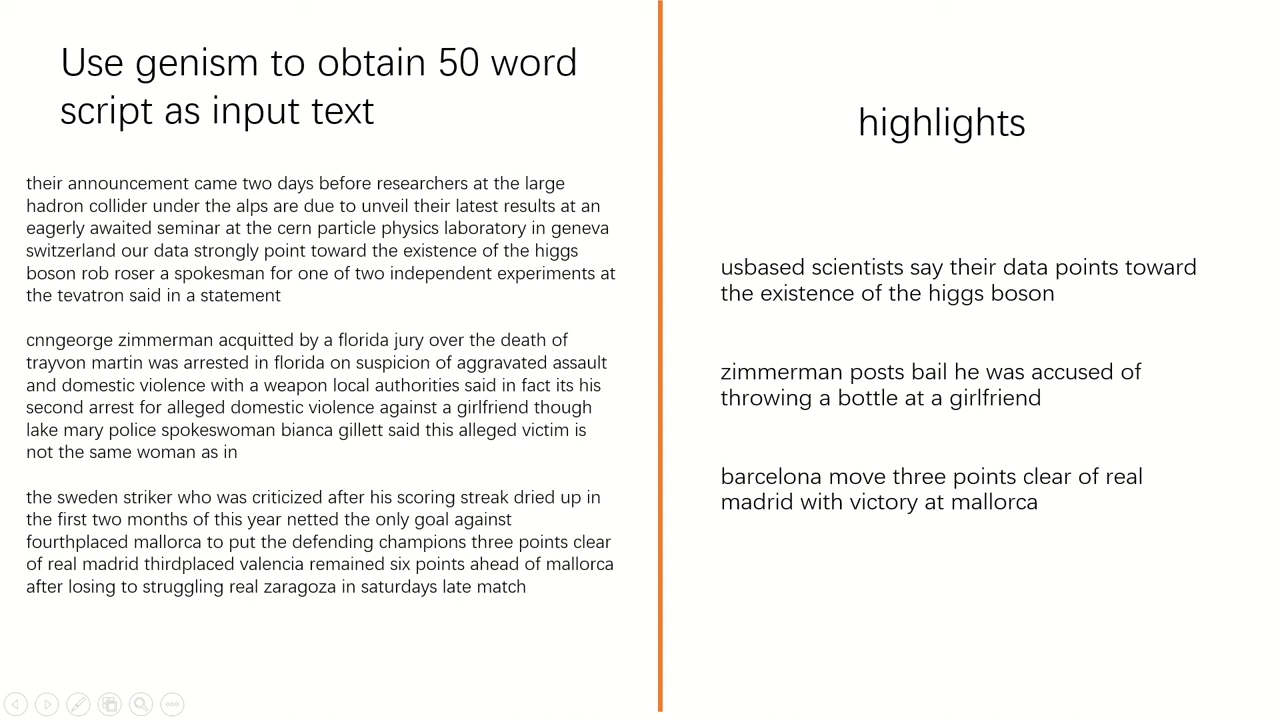 Use genism to obtain 50 word
script as input text
their announcement came two days before researchers at the large
hadron collider under the alps are due to unveil their latest results at an
eagerly awaited seminar at the cern particle physics laboratory in geneva
switzerland our data strongly point toward the existence of the higgs
boson rob roser a spokesman for one of two independent experiments at
the tevatron said in a statement
cnngeorge zimmerman acquitted by a florida jury over the death of
trayvon martin was arrested in florida on suspicion of aggravated assault
and domestic violence with a weapon local authorities said in fact its his
second arrest for alleged domestic violence against a girlfriend though
lake mary police spokeswoman bianca gillett said this alleged victim is
not the same woman as in
the sweden striker who was criticized after his scoring streak dried up in
the first two months of this year netted the only goal against
fourthplaced mallorca to put the defending champions three points clear
of real madrid thirdplaced valencia remained six points ahead of mallorca
after losing to struggling real zaragoza in saturdays late match
highlights
usbased scientists say their data points toward
the existence of the higgs boson
zimmerman posts bail he was accused of
throwing a bottle at a girlfriend
barcelona move three points clear of real
madrid with victory at mallorca